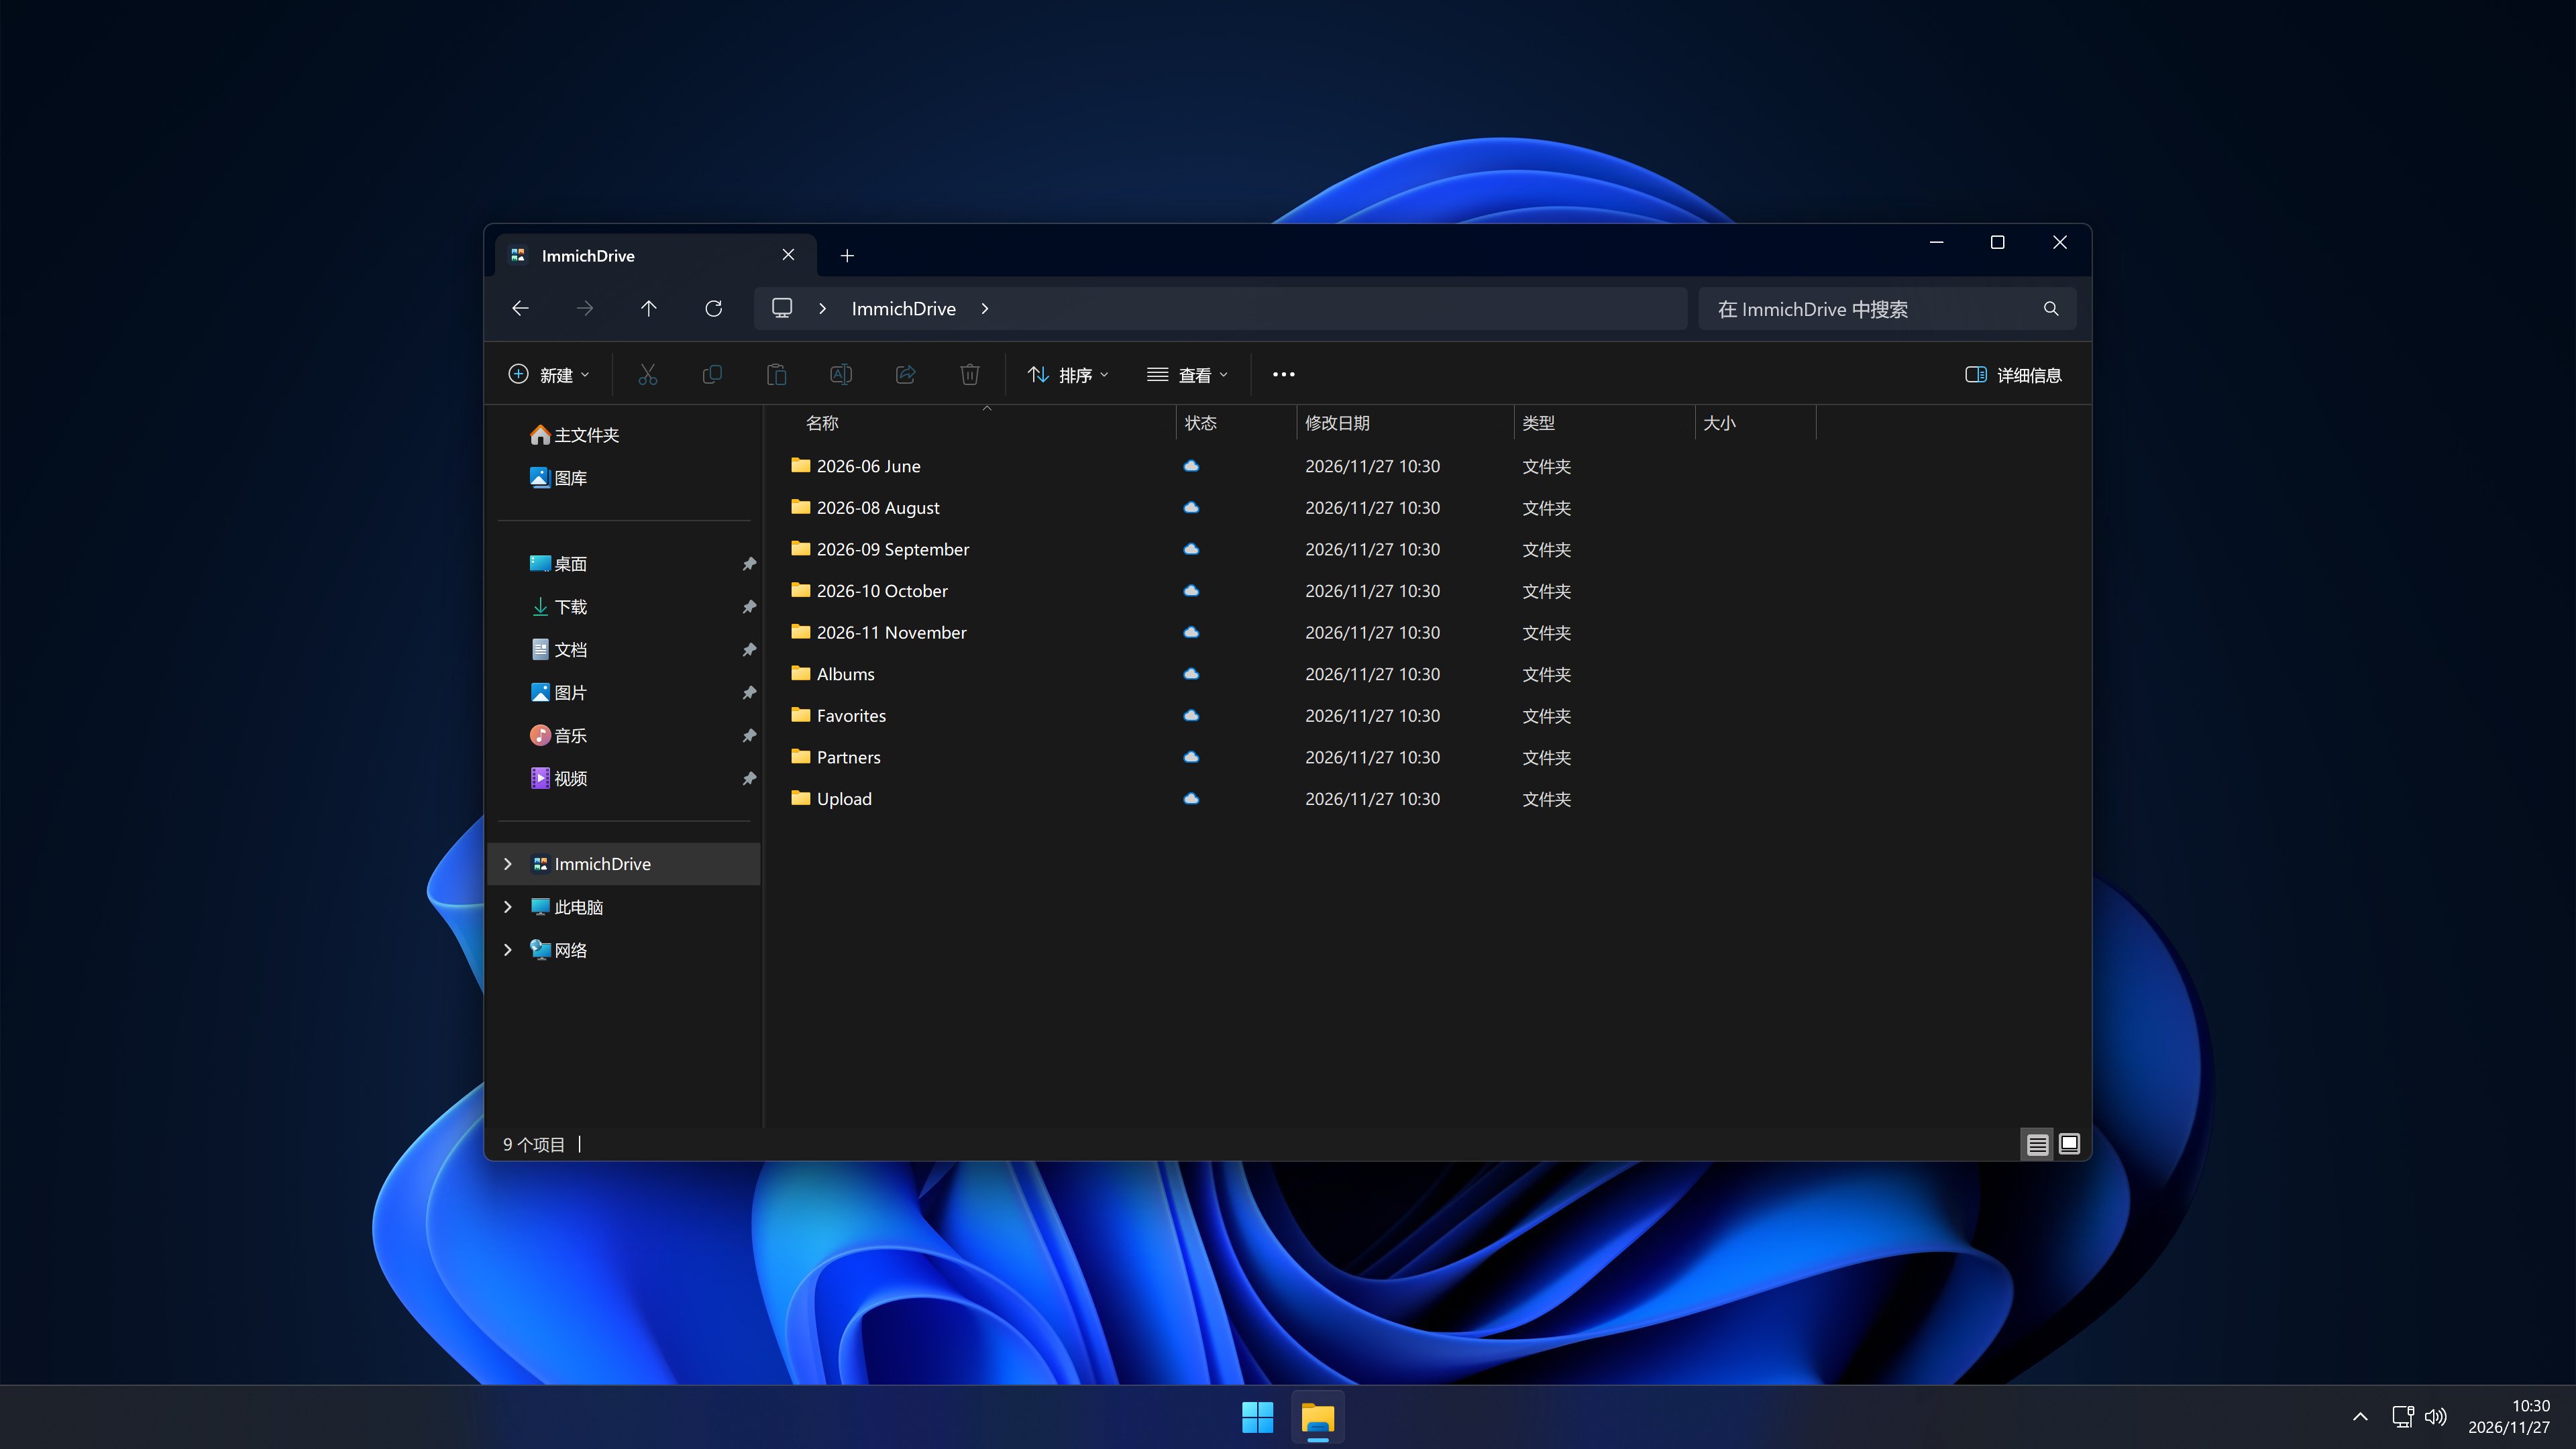 ImmichDrive
ImmichDrive
在 ImmichDrive 中搜索
新建
排序
查看
详细信息
主文件夹
图库
桌面
下载
文档
图片
音乐
视频
ImmichDrive
此电脑
网络
名称 状态 修改日期 类型 大小
2026-06 June 2026/11/27 10:30 文件夹
2026-08 August 2026/11/27 10:30 文件夹
2026-09 September 2026/11/27 10:30 文件夹
2026-10 October 2026/11/27 10:30 文件夹
2026-11 November 2026/11/27 10:30 文件夹
Albums 2026/11/27 10:30 文件夹
Favorites 2026/11/27 10:30 文件夹
Partners 2026/11/27 10:30 文件夹
Upload 2026/11/27 10:30 文件夹
9 个项目
10:30
2026/11/27